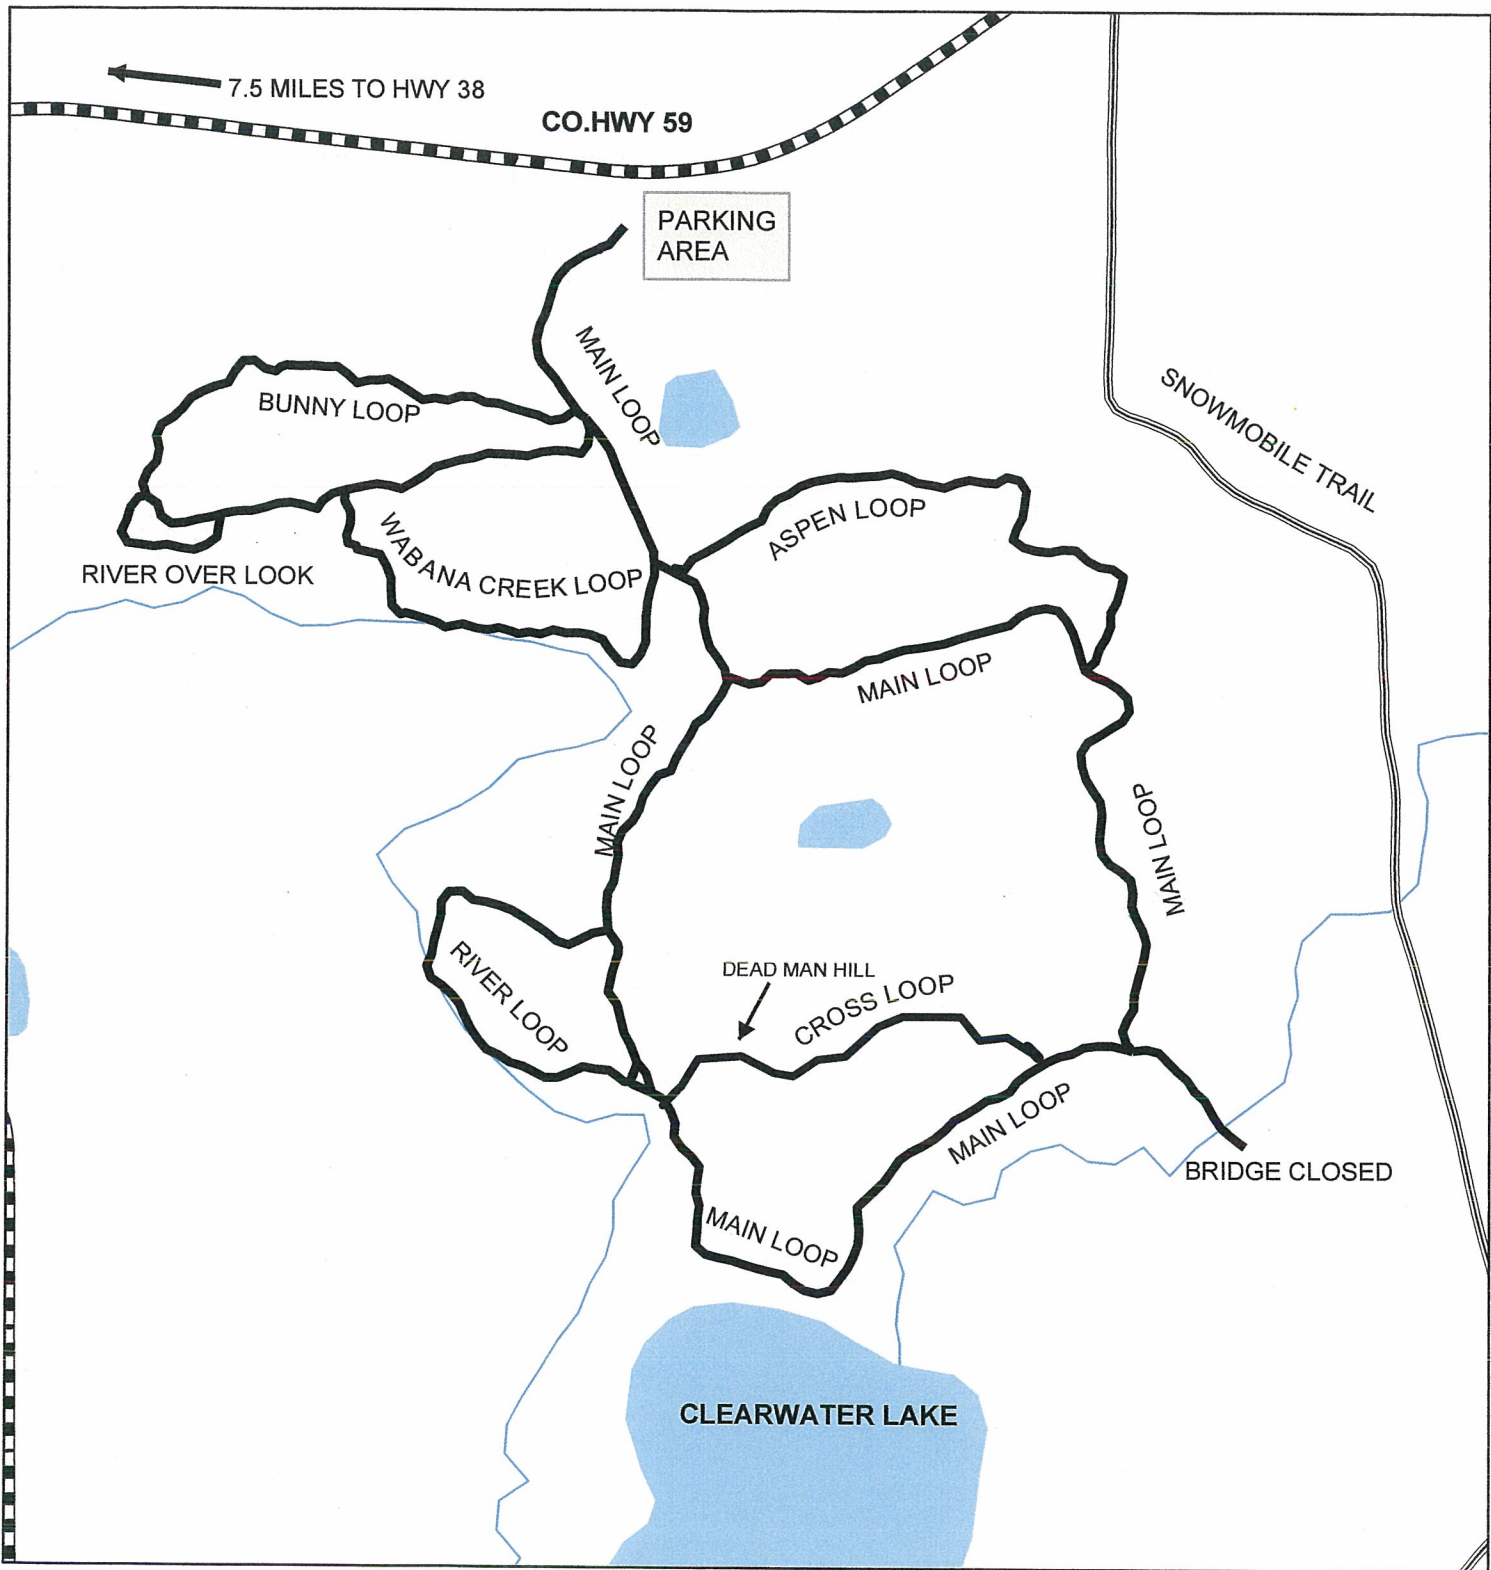 7.5 MILES TO HWY 38
CO.HWY 59
PARKING
AREA
MAIN LOOP
BUNNY LOOP
SNOWMOBILE TRAIL
ASPEN LOOP
WABANA CREEK LOOP
RIVER OVER LOOK
MAIN LOOP
MAIN LOOP
MAIN LOOP
RIVER LOOP
DEAD MAN HILL
CROSS LOOP
MAIN LOOP
BRIDGE CLOSED
MAIN LOOP
CLEARWATER LAKE